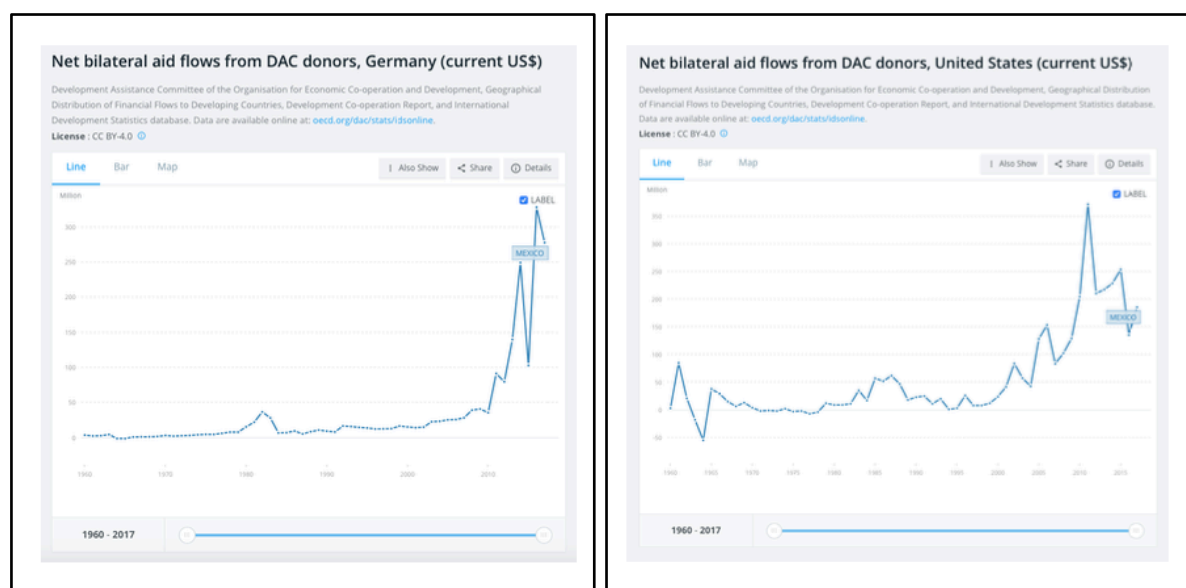 Net bilateral aid flows from DAC donors, Germany (current US$)
Development Assistance Committee of the Organisation for Economic Co-operation and Development, Geographical
Distribution of Financial Flows to Developing Countries, Development Co-operation Report, and International
Development Statistics database. Data are available online at: oecd.org/dac/stats/idsonline.
License : CC BY-4.0
Line Bar Map Also Show Share Details
Million
LABEL
300
MEXICO
250
200
150
100
50
0
1960 1970 1980 1990 2000 2010
1960 - 2017
Net bilateral aid flows from DAC donors, United States (current US$)
Development Assistance Committee of the Organisation for Economic Co-operation and Development, Geographical Distribution
of Financial Flows to Developing Countries, Development Co-operation Report, and International Development Statistics database.
Data are available online at: oecd.org/dac/stats/idsonline.
License : CC BY-4.0
Line Bar Map Also Show Share Details
Million
LABEL
350
300
250
200
MEXICO
150
100
50
0
-50
1960 1965 1970 1975 1980 1985 1990 1995 2000 2005 2010 2015
1960 - 2017